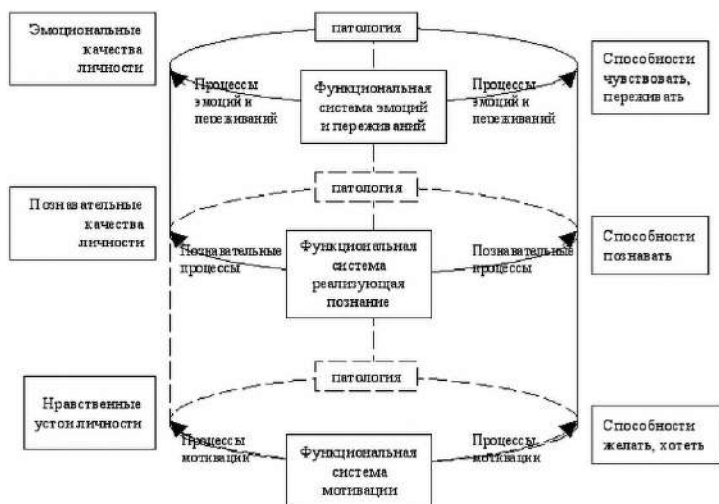 Эмоциональные
качества
личности
патология
Способности
чувствовать,
переживать
Процессы
эмоций и
переживаний
Функциональная
система эмоций
и переживаний
Процессы
эмоций и
переживаний
Познавательные
качества
личности
патология
Способности
познавать
Познавательные
процессы
Функциональная
система
реализующая
познание
Познавательные
процессы
Нравственные
устои личности
патология
Способности
желать, хотеть
Процессы
мотивации
Функциональная
система
мотивации
Процессы
мотивации